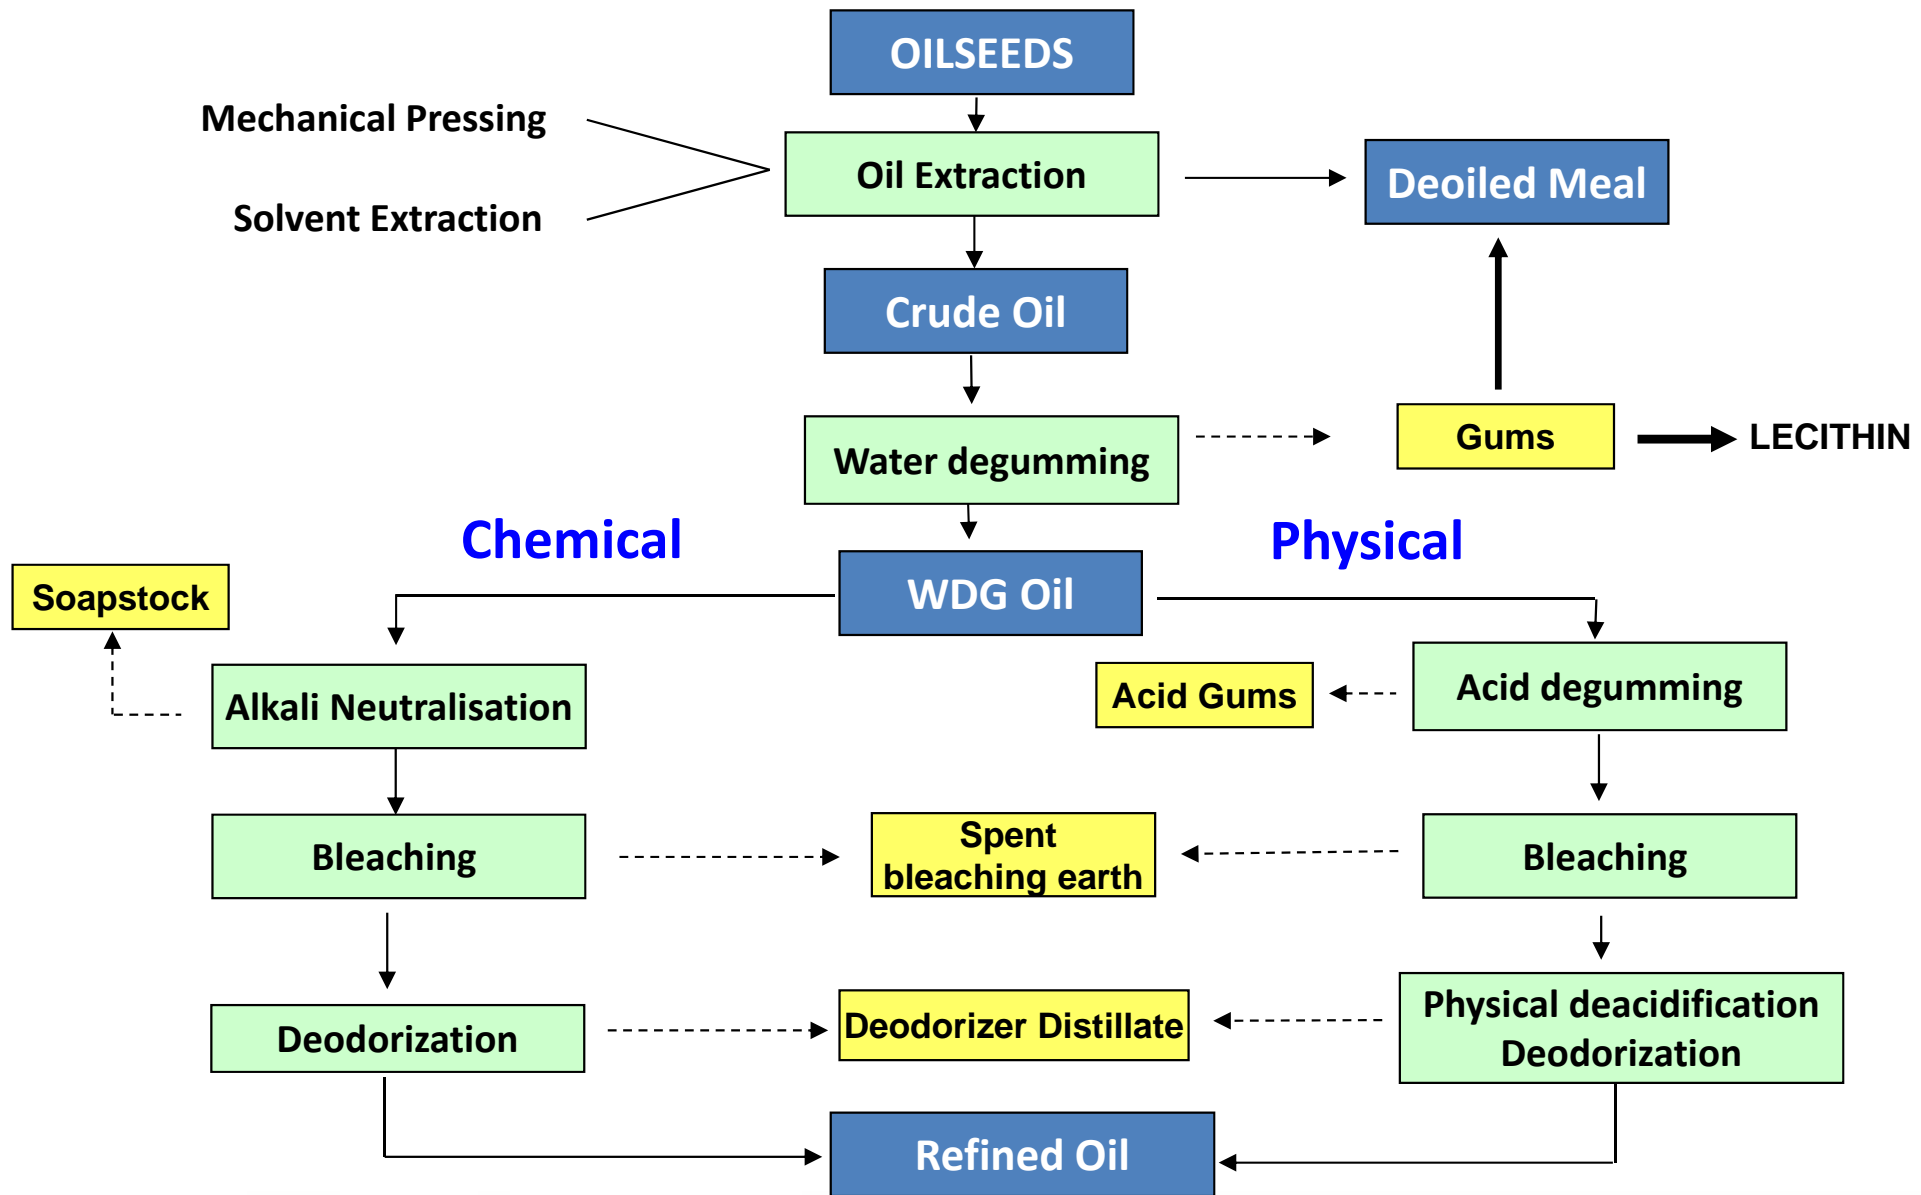 OILSEEDS
Mechanical Pressing
Oil Extraction
Deoiled Meal
Solvent Extraction
Crude Oil
Water degumming
Gums
LECITHIN
Chemical
Physical
Soapstock
WDG Oil
Alkali Neutralisation
Acid Gums
Acid degumming
Bleaching
Spent
bleaching earth
Bleaching
Deodorization
Deodorizer Distillate
Physical deacidification
Deodorization
Refined Oil